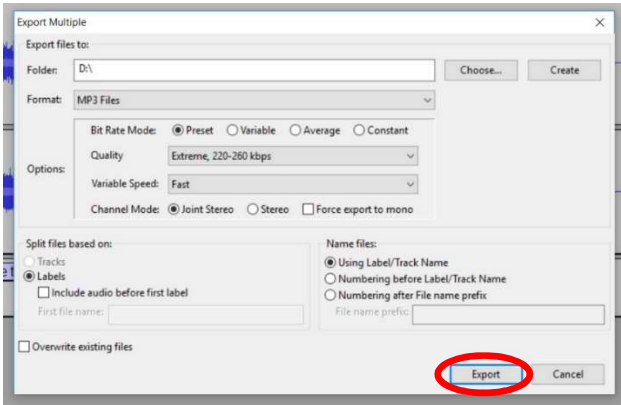 Export Multiple
Export files to:
Folder: D:\ Choose... Create
Format: MP3 Files
Options:
Bit Rate Mode: Preset Variable Average Constant
Quality Extreme, 220-260 kbps
Variable Speed: Fast
Channel Mode: Joint Stereo Stereo Force export to mono
Split files based on:
Tracks
Labels
Include audio before first label
First file name:
Name files:
Using Label/Track Name
Numbering before Label/Track Name
Numbering after File name prefix
File name prefix:
Overwrite existing files
Export Cancel